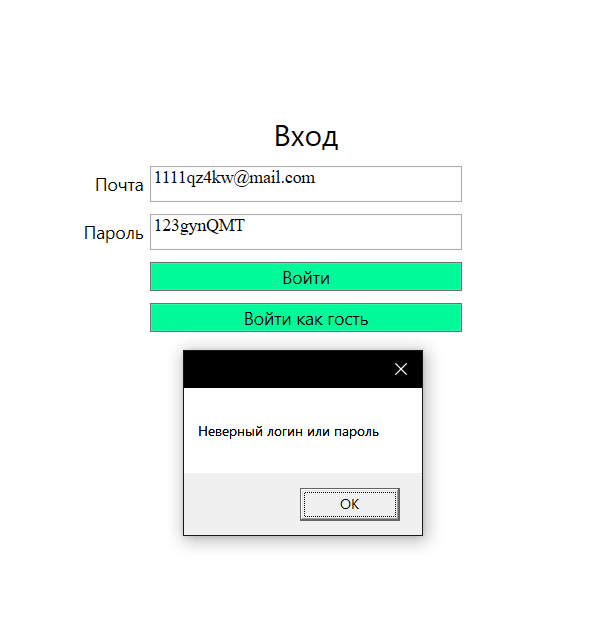 Вход
Почта 1111qz4kw@mail.com
Пароль 123gynQMT
Войти
Войти как гость
Неверный логин или пароль
OK